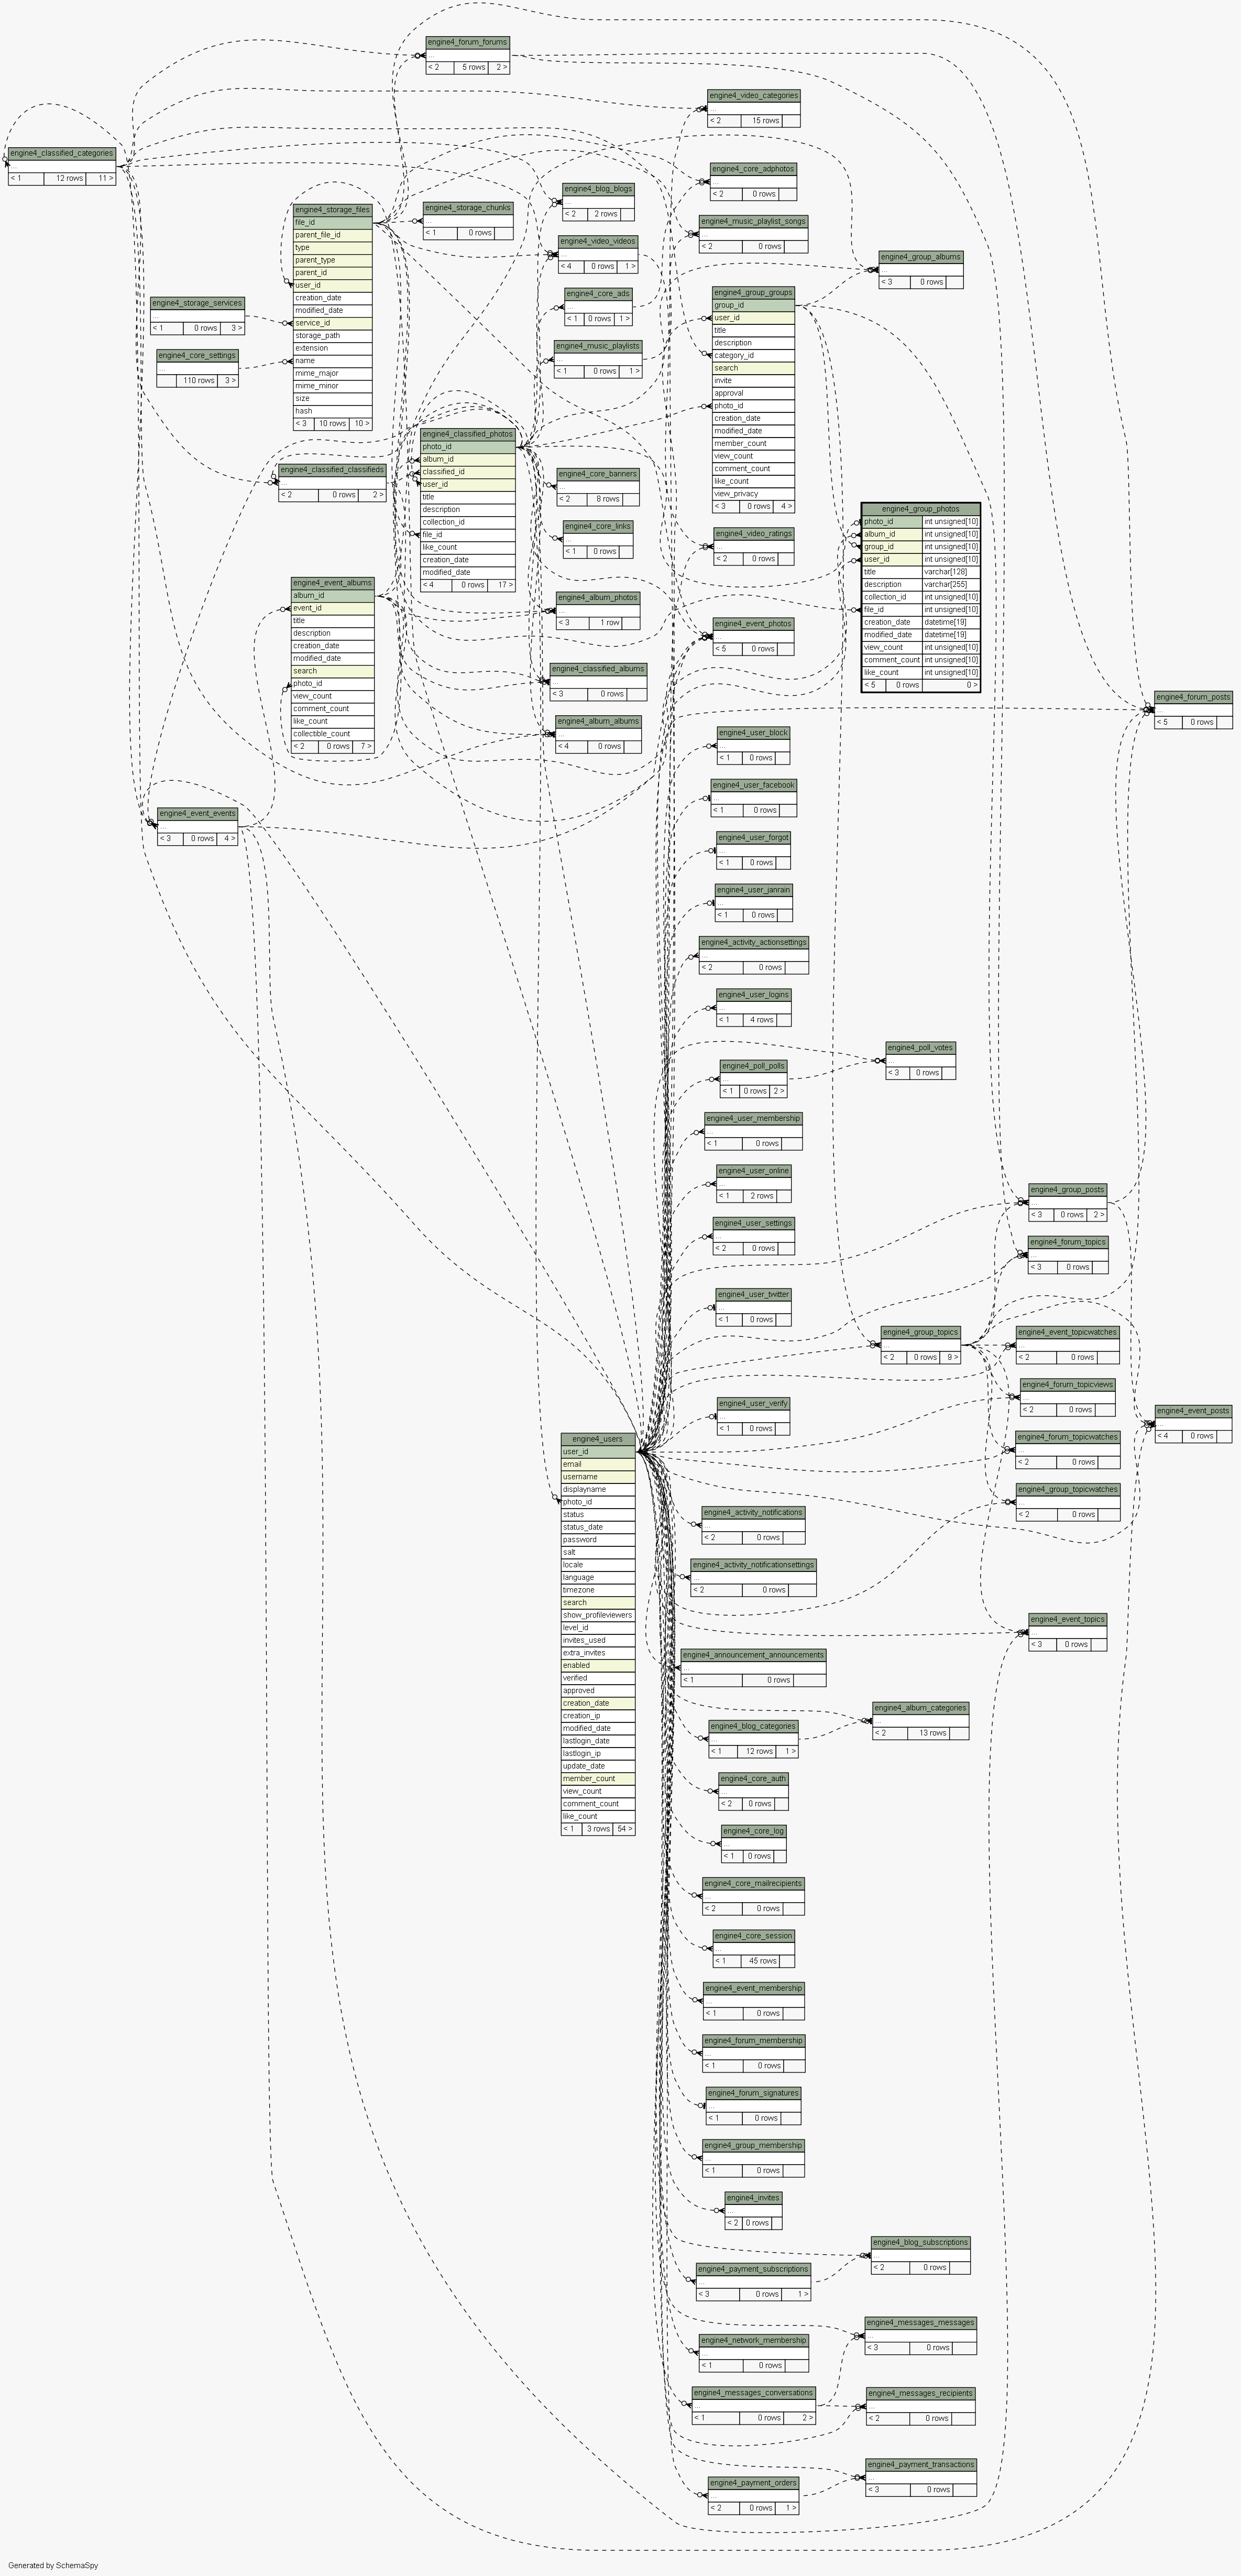 engine4_forum_forums
...
< 2 5 rows 2 >
engine4_video_categories
...
< 2 15 rows
engine4_classified_categories
...
< 1 12 rows 11 >
engine4_core_adphotos
...
< 2 0 rows
engine4_blog_blogs
...
< 2 2 rows
engine4_storage_files
file_id
parent_file_id
type
parent_type
parent_id
user_id
creation_date
modified_date
service_id
storage_path
extension
name
mime_major
mime_minor
size
hash
< 3 10 rows 10 >
engine4_storage_chunks
...
< 1 0 rows
engine4_music_playlist_songs
...
< 2 0 rows
engine4_video_videos
...
< 4 0 rows 1 >
engine4_group_albums
...
< 3 0 rows
engine4_core_ads
...
< 1 0 rows 1 >
engine4_group_groups
group_id
user_id
title
description
category_id
search
invite
approval
photo_id
creation_date
modified_date
member_count
view_count
comment_count
like_count
view_privacy
< 3 0 rows 4 >
engine4_storage_services
...
< 1 0 rows 3 >
engine4_music_playlists
...
< 1 0 rows 1 >
engine4_core_settings
...
110 rows 3 >
engine4_classified_photos
photo_id
album_id
classified_id
user_id
title
description
collection_id
file_id
like_count
creation_date
modified_date
< 4 0 rows 17 >
engine4_classified_classifieds
...
< 2 0 rows 2 >
engine4_core_banners
...
< 2 8 rows
engine4_core_links
...
< 1 0 rows
engine4_video_ratings
...
< 2 0 rows
engine4_group_photos
photo_id int unsigned[10]
album_id int unsigned[10]
group_id int unsigned[10]
user_id int unsigned[10]
title varchar[128]
description varchar[255]
collection_id int unsigned[10]
file_id int unsigned[10]
creation_date datetime[19]
modified_date datetime[19]
view_count int unsigned[10]
comment_count int unsigned[10]
like_count int unsigned[10]
< 5 0 rows 0 >
engine4_event_albums
album_id
event_id
title
description
creation_date
modified_date
search
photo_id
view_count
comment_count
like_count
collectible_count
< 2 0 rows 7 >
engine4_album_photos
...
< 3 1 row
engine4_event_photos
...
< 5 0 rows
engine4_classified_albums
...
< 3 0 rows
engine4_forum_posts
...
< 5 0 rows
engine4_album_albums
...
< 4 0 rows
engine4_user_block
...
< 1 0 rows
engine4_user_facebook
...
< 1 0 rows
engine4_event_events
...
< 3 0 rows 4 >
engine4_user_forgot
...
< 1 0 rows
engine4_user_janrain
...
< 1 0 rows
engine4_activity_actionsettings
...
< 2 0 rows
engine4_user_logins
...
< 1 4 rows
engine4_poll_votes
...
< 3 0 rows
engine4_poll_polls
...
< 1 0 rows 2 >
engine4_user_membership
...
< 1 0 rows
engine4_user_online
...
< 1 2 rows
engine4_group_posts
...
< 3 0 rows 2 >
engine4_user_settings
...
< 2 0 rows
engine4_forum_topics
...
< 3 0 rows
engine4_user_twitter
...
< 1 0 rows
engine4_group_topics
...
< 2 0 rows 9 >
engine4_event_topicwatches
...
< 2 0 rows
engine4_forum_topicviews
...
< 2 0 rows
engine4_user_verify
...
< 1 0 rows
engine4_event_posts
...
< 4 0 rows
engine4_forum_topicwatches
...
< 2 0 rows
engine4_users
user_id
email
username
displayname
photo_id
status
status_date
password
salt
locale
language
timezone
search
show_profileviewers
level_id
invites_used
extra_invites
enabled
verified
approved
creation_date
creation_ip
modified_date
lastlogin_date
lastlogin_ip
update_date
member_count
view_count
comment_count
like_count
< 1 3 rows 54 >
engine4_group_topicwatches
...
< 2 0 rows
engine4_activity_notifications
...
< 2 0 rows
engine4_activity_notificationsettings
...
< 2 0 rows
engine4_event_topics
...
< 3 0 rows
engine4_announcement_announcements
...
< 1 0 rows
engine4_album_categories
...
< 2 13 rows
engine4_blog_categories
...
< 1 12 rows 1 >
engine4_core_auth
...
< 2 0 rows
engine4_core_log
...
< 1 0 rows
engine4_core_mailrecipients
...
< 2 0 rows
engine4_core_session
...
< 1 45 rows
engine4_event_membership
...
< 1 0 rows
engine4_forum_membership
...
< 1 0 rows
engine4_forum_signatures
...
< 1 0 rows
engine4_group_membership
...
< 1 0 rows
engine4_invites
...
< 2 0 rows
engine4_blog_subscriptions
...
< 2 0 rows
engine4_payment_subscriptions
...
< 3 0 rows 1 >
engine4_messages_messages
...
< 3 0 rows
engine4_network_membership
...
< 1 0 rows
engine4_messages_conversations
...
< 1 0 rows 2 >
engine4_messages_recipients
...
< 2 0 rows
engine4_payment_transactions
...
< 3 0 rows
engine4_payment_orders
...
< 2 0 rows 1 >
Generated by SchemaSpy